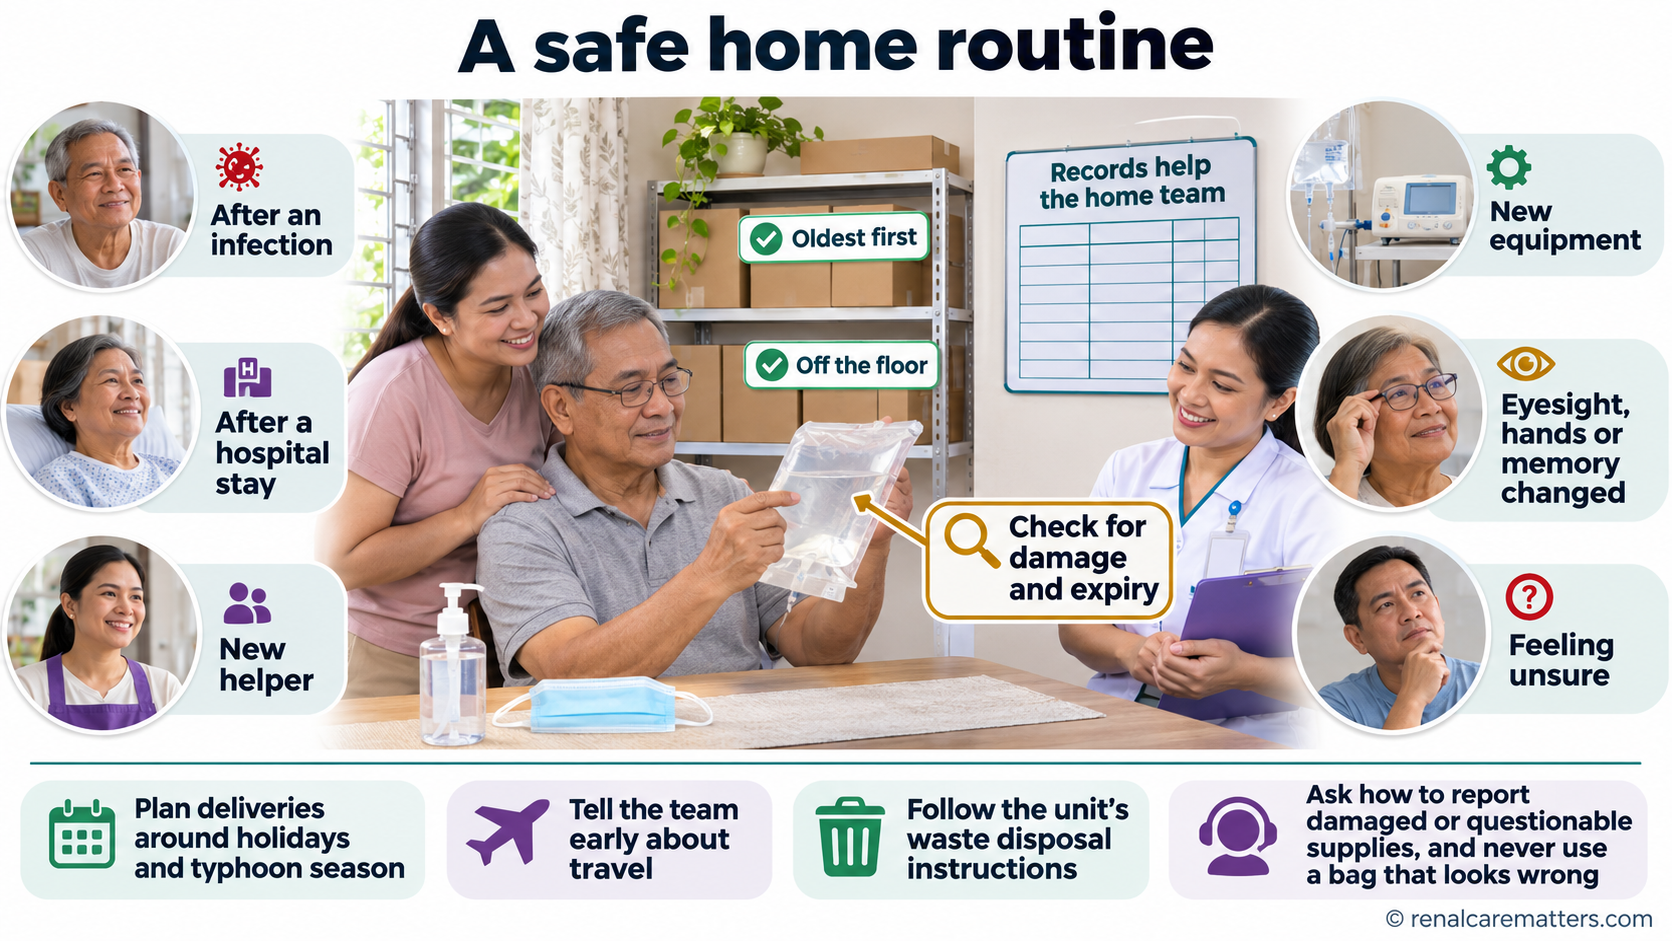 A safe home routine
After an
infection
After a
hospital
stay
New
helper
Oldest first
Off the floor
Records help
the home team
Check for
damage
and expiry
New
equipment
Eyesight,
hands or
memory
changed
Feeling
unsure
Plan deliveries
around holidays
and typhoon season
Tell the team
early about
travel
Follow the unit's
waste disposal
instructions
Ask how to report
damaged or questionable
supplies, and never use
a bag that looks wrong
© renalcarematters.com